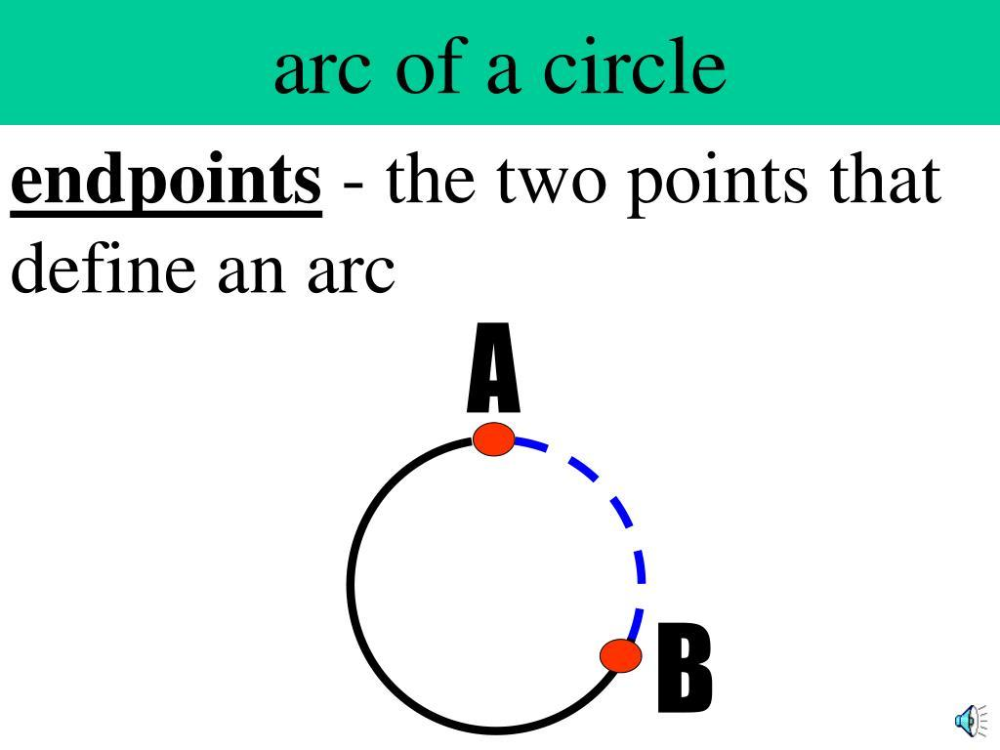 arc of a circle
endpoints - the two points that
define an arc
A
B